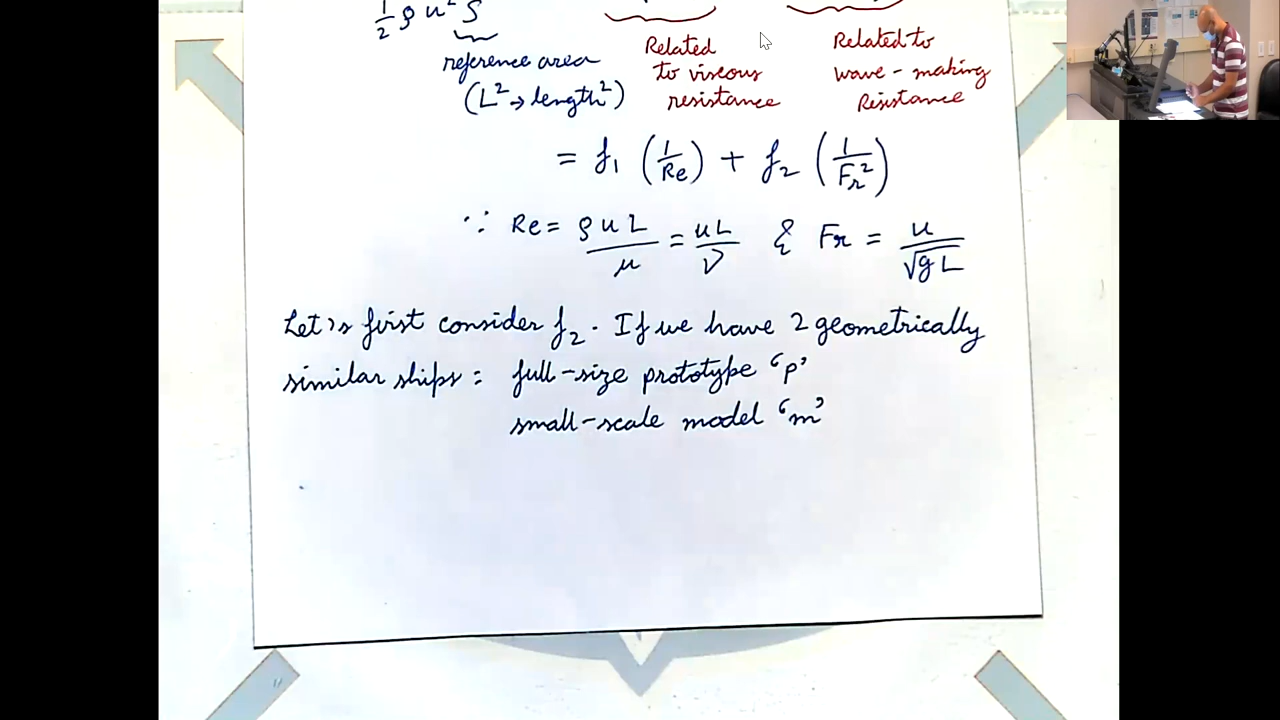 1/2 ρ u² S
reference area
(L² → length²)
Related
to viscous
resistance
Related to
wave-making
Resistance
= f₁ (1/Re) + f₂ (1/Fr²)
∵ Re = ρuL/μ = uL/ν & Fr = u/√gL
Let's first consider f₂. If we have 2 geometrically
similar ships: full-size prototype 'p'
small-scale model 'm'